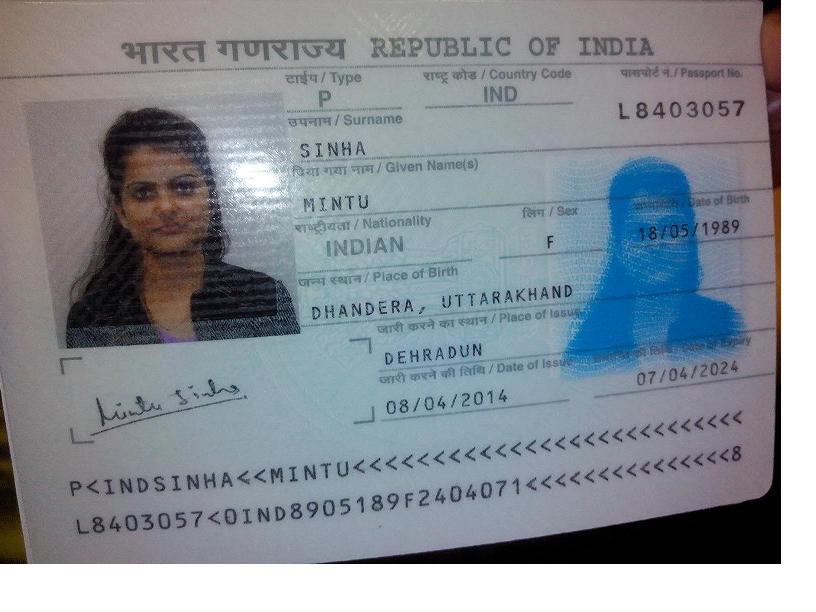 भारत गणराज्य REPUBLIC OF INDIA
टाईप / Type राष्ट्र कोड / Country Code पासपोर्ट नं. / Passport No.
P IND L8403057
उपनाम / Surname
SINHA
दिया गया नाम / Given Name(s)
MINTU
राष्ट्रीयता / Nationality लिंग / Sex Date of Birth
INDIAN F 18/05/1989
जन्म स्थान / Place of Birth
DHANDERA, UTTARAKHAND
जारी करने का स्थान / Place of Issue
DEHRADUN
जारी करने की तिथि / Date of Issue की तिथि / Date of Expiry
08/04/2014 07/04/2024
Mintu Sinha
P<INDSINHA<<MINTU<<<<<<<<<<<<<<<<<<<<<<<<<<<
L8403057<0IND8905189F2404071<<<<<<<<<<<<<<<8